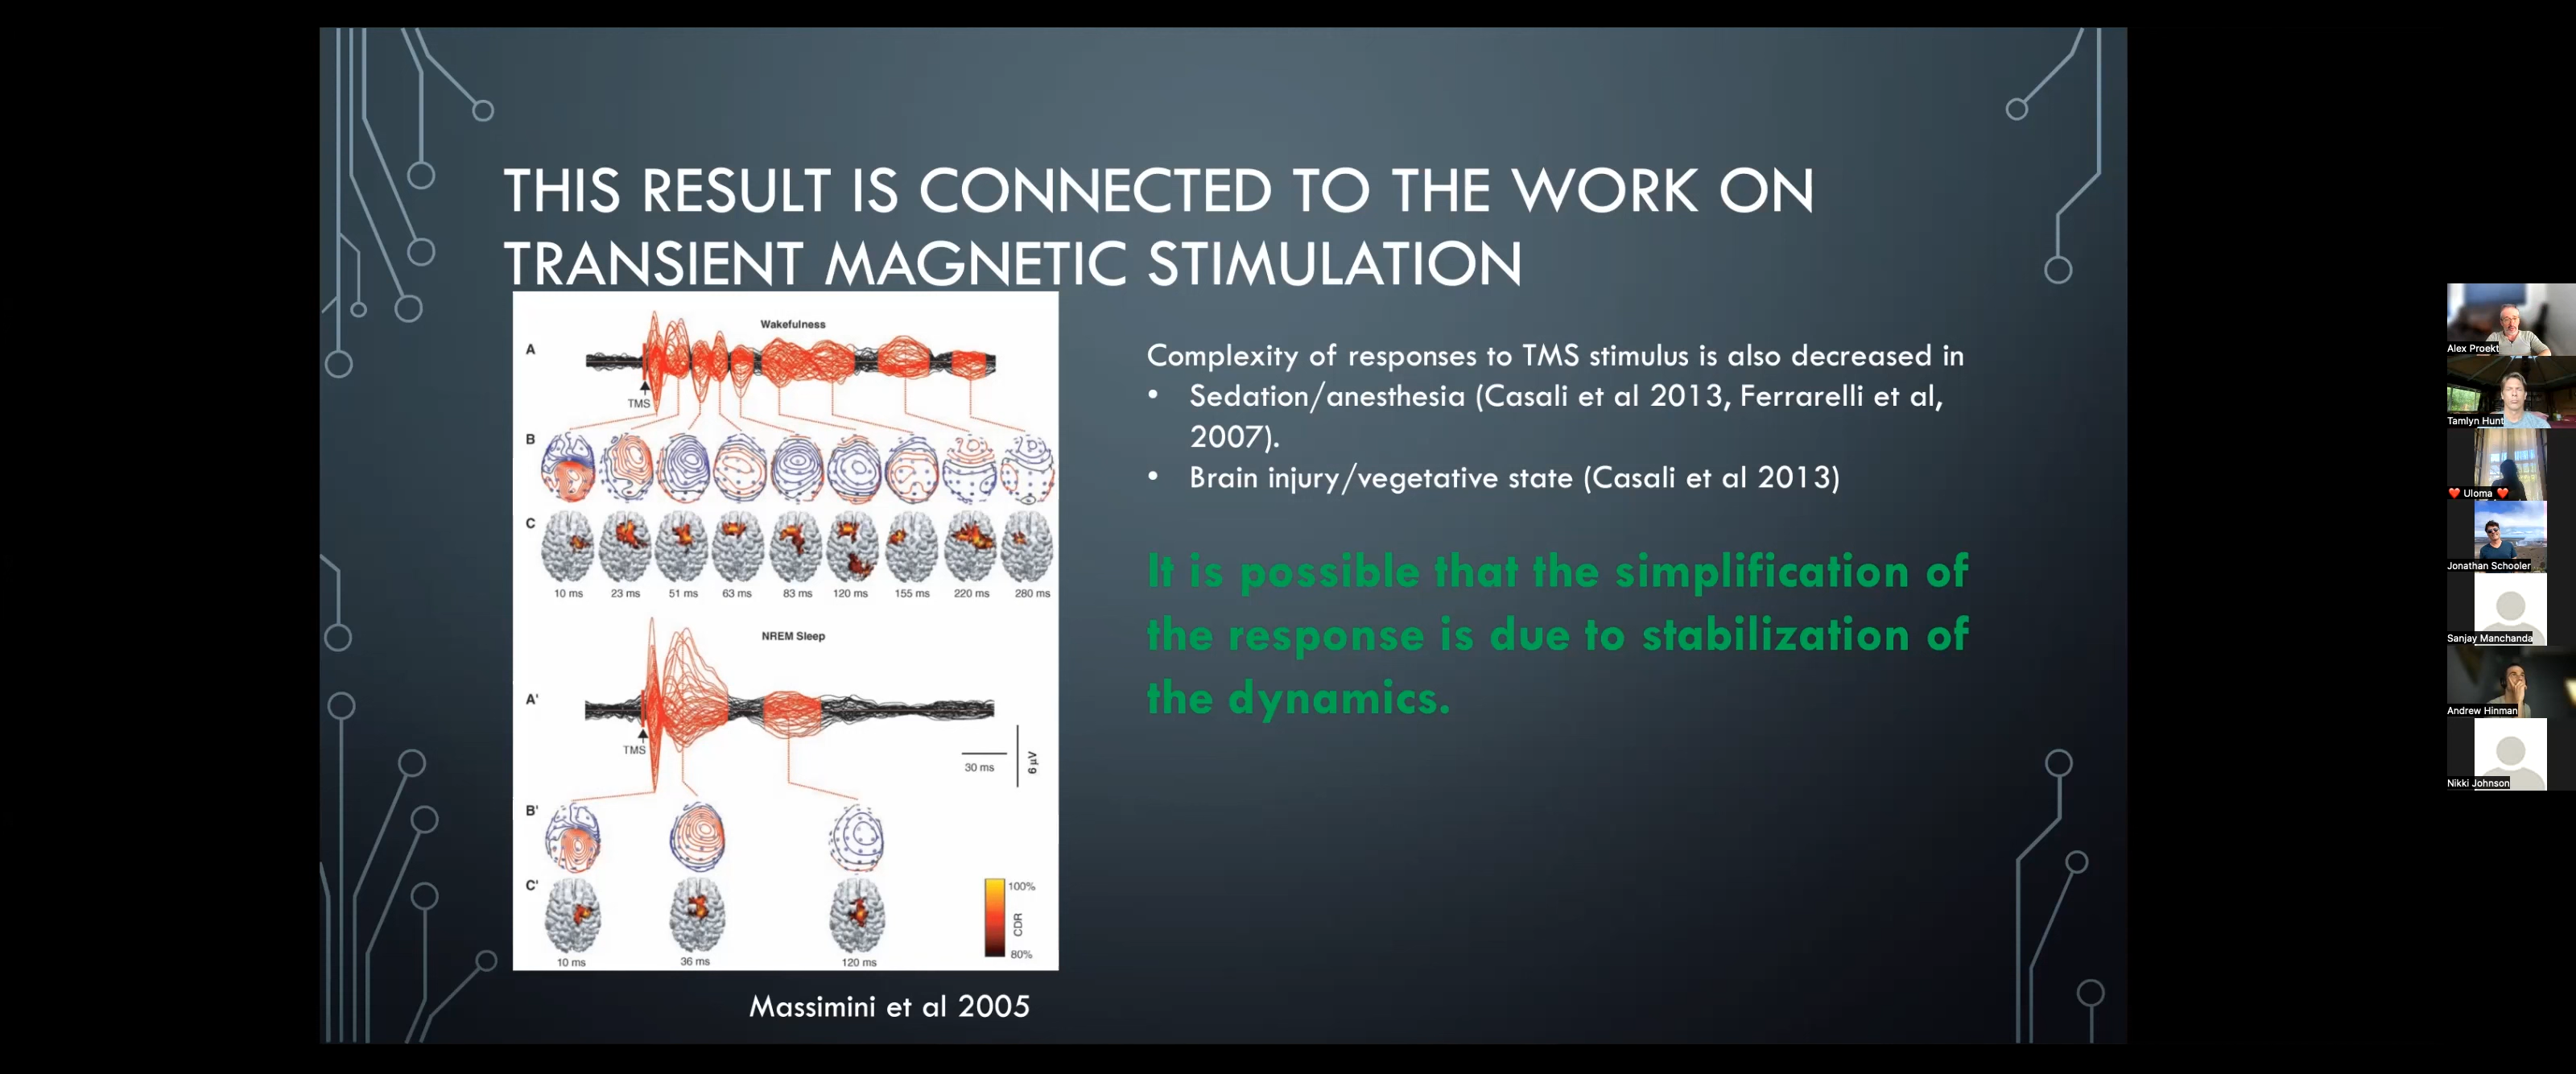 THIS RESULT IS CONNECTED TO THE WORK ON
TRANSIENT MAGNETIC STIMULATION
Wakefulness
A
TMS
B
C
10 ms 23 ms 51 ms 63 ms 83 ms 120 ms 155 ms 220 ms 280 ms
NREM Sleep
A'
TMS
30 ms
6 μV
B'
C'
100%
CDR
80%
10 ms 36 ms 120 ms
Massimini et al 2005
Complexity of responses to TMS stimulus is also decreased in
• Sedation/anesthesia (Casali et al 2013, Ferrarelli et al,
2007).
• Brain injury/vegetative state (Casali et al 2013)
It is possible that the simplification of
the response is due to stabilization of
the dynamics.
Alex Proekt
Tamlyn Hunt
❤️ Uloma ❤️
Jonathan Schooler
Sanjay Manchanda
Andrew Hinman
Nikki Johnson